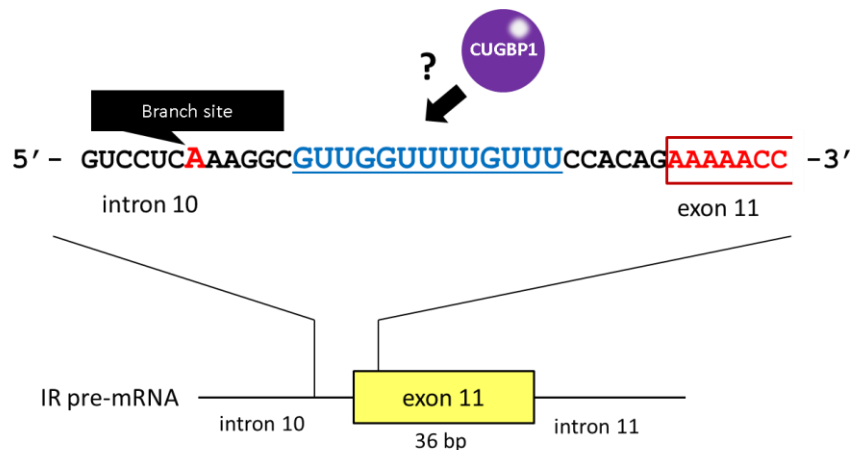 CUGBP1
?
Branch site
5′- GUCCUCAAAGGCGUUGGUUUUGUUUCCACAGAAAAACC -3′
intron 10
exon 11
IR pre-mRNA
exon 11
intron 10
intron 11
36 bp